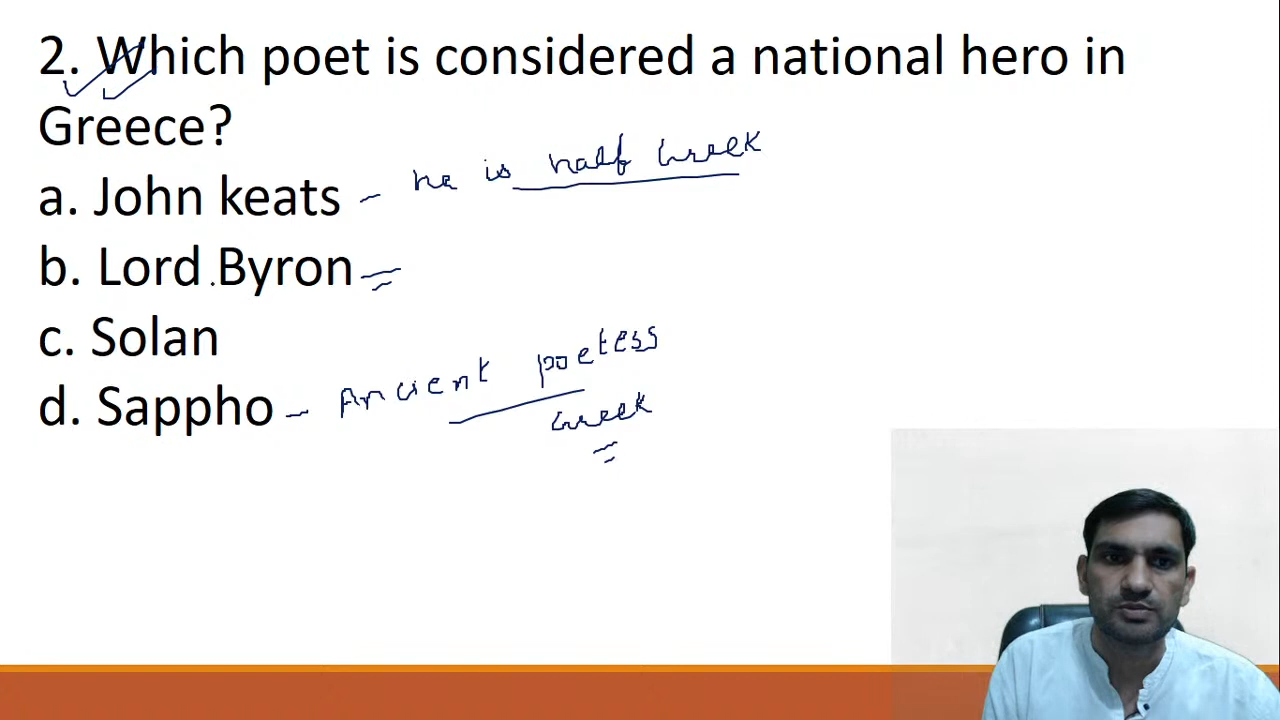 2. Which poet is considered a national hero in
Greece?
a. John keats - he is half Greek
b. Lord Byron
c. Solan
d. Sappho - Ancient poetess
Greek